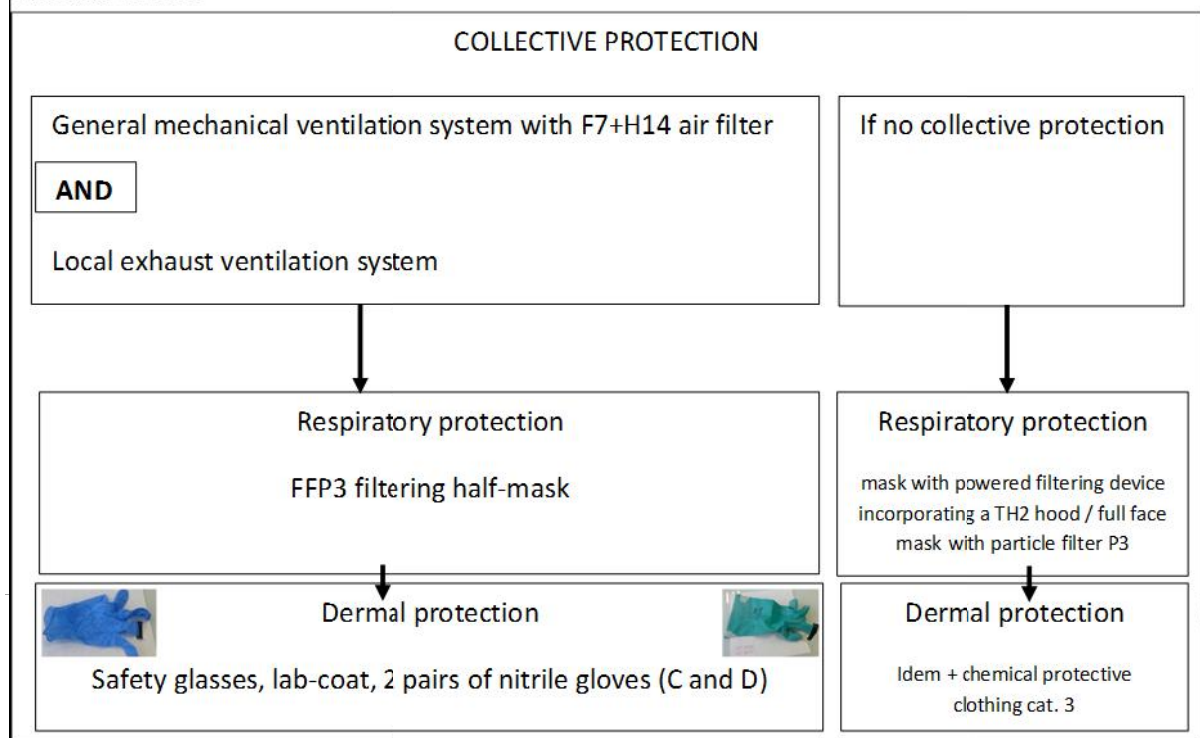 COLLECTIVE PROTECTION
General mechanical ventilation system with F7+H14 air filter
AND
Local exhaust ventilation system
If no collective protection
Respiratory protection
FFP3 filtering half-mask
Respiratory protection
mask with powered filtering device
incorporating a TH2 hood / full face
mask with particle filter P3
Dermal protection
Safety glasses, lab-coat, 2 pairs of nitrile gloves (C and D)
Dermal protection
Idem + chemical protective
clothing cat. 3